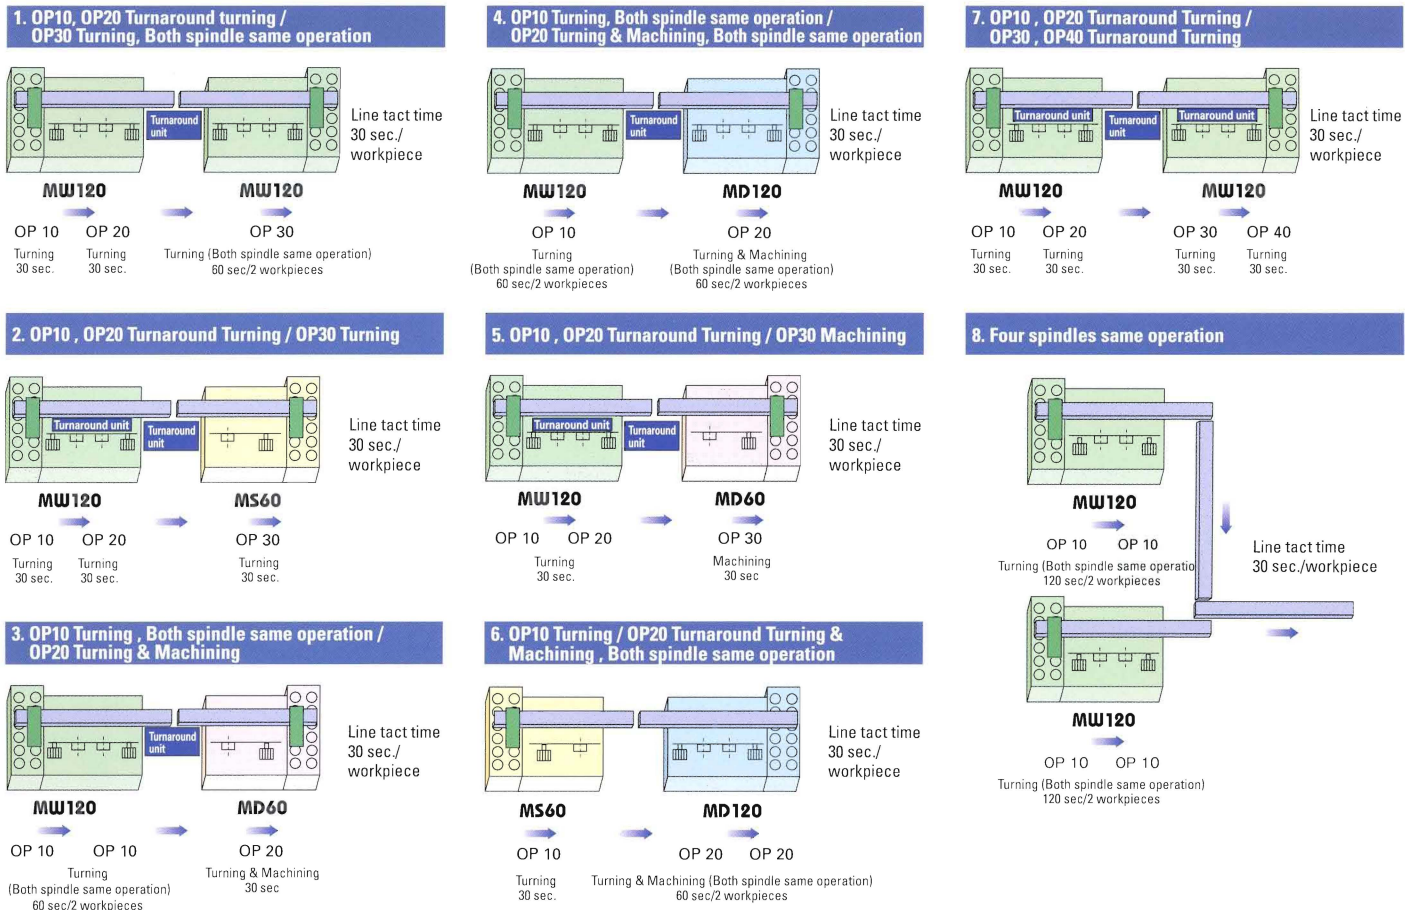 1. OP10, OP20 Turnaround turning /
OP30 Turning, Both spindle same operation
Turnaround
unit
Line tact time
30 sec./
workpiece
MW120
MW120
OP 10
OP 20
OP 30
Turning
30 sec.
Turning
30 sec.
Turning (Both spindle same operation)
60 sec/2 workpieces
2. OP10 , OP20 Turnaround Turning / OP30 Turning
Turnaround unit
Turnaround
unit
Line tact time
30 sec./
workpiece
MW120
MS60
OP 10
OP 20
OP 30
Turning
30 sec.
Turning
30 sec.
Turning
30 sec.
3. OP10 Turning , Both spindle same operation /
OP20 Turning & Machining
Turnaround
unit
Line tact time
30 sec./
workpiece
MW120
MD60
OP 10
OP 10
OP 20
Turning
(Both spindle same operation)
60 sec/2 workpieces
Turning & Machining
30 sec
4. OP10 Turning, Both spindle same operation /
OP20 Turning & Machining, Both spindle same operation
Turnaround
unit
Line tact time
30 sec./
workpiece
MW120
MD120
OP 10
OP 20
Turning
(Both spindle same operation)
60 sec/2 workpieces
Turning & Machining
(Both spindle same operation)
60 sec/2 workpieces
5. OP10 , OP20 Turnaround Turning / OP30 Machining
Turnaround unit
Turnaround
unit
Line tact time
30 sec./
workpiece
MW120
MD60
OP 10
OP 20
OP 30
Turning
30 sec.
Machining
30 sec
6. OP10 Turning / OP20 Turnaround Turning &
Machining , Both spindle same operation
Line tact time
30 sec./
workpiece
MS60
MD120
OP 10
OP 20
OP 20
Turning
30 sec.
Turning & Machining (Both spindle same operation)
60 sec/2 workpieces
7. OP10 , OP20 Turnaround Turning /
OP30 , OP40 Turnaround Turning
Turnaround unit
Turnaround
unit
Turnaround unit
Line tact time
30 sec./
workpiece
MW120
MW120
OP 10
OP 20
OP 30
OP 40
Turning
30 sec.
Turning
30 sec.
Turning
30 sec.
Turning
30 sec.
8. Four spindles same operation
MW120
OP 10
OP 10
Turning (Both spindle same operatio
120 sec/2 workpieces
Line tact time
30 sec./workpiece
MW120
OP 10
OP 10
Turning (Both spindle same operation)
120 sec/2 workpieces